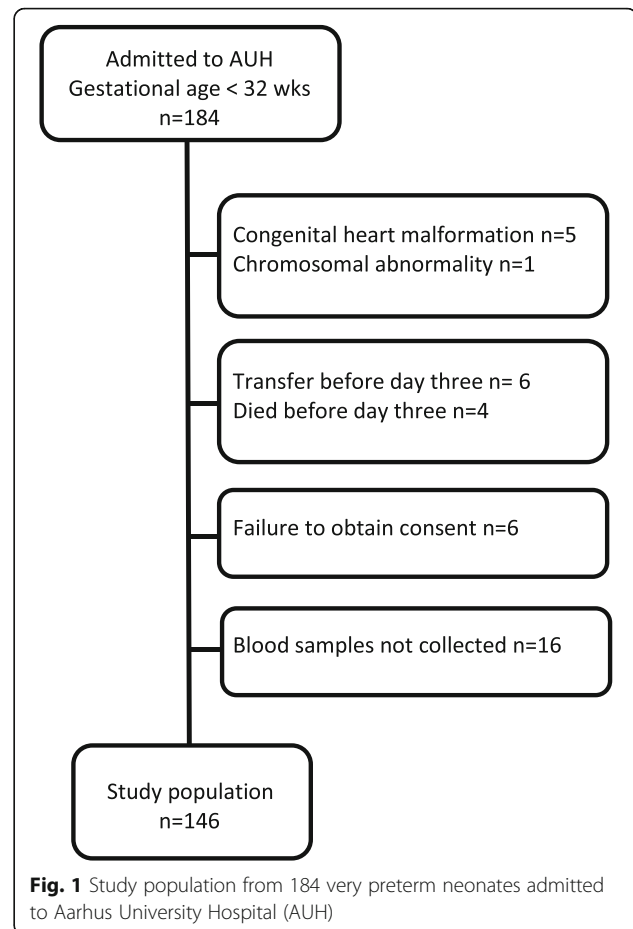 Admitted to AUH
Gestational age < 32 wks
n=184
Congenital heart malformation n=5
Chromosomal abnormality n=1
Transfer before day three n= 6
Died before day three n=4
Failure to obtain consent n=6
Blood samples not collected n=16
Study population
n=146
Fig. 1 Study population from 184 very preterm neonates admitted
to Aarhus University Hospital (AUH)